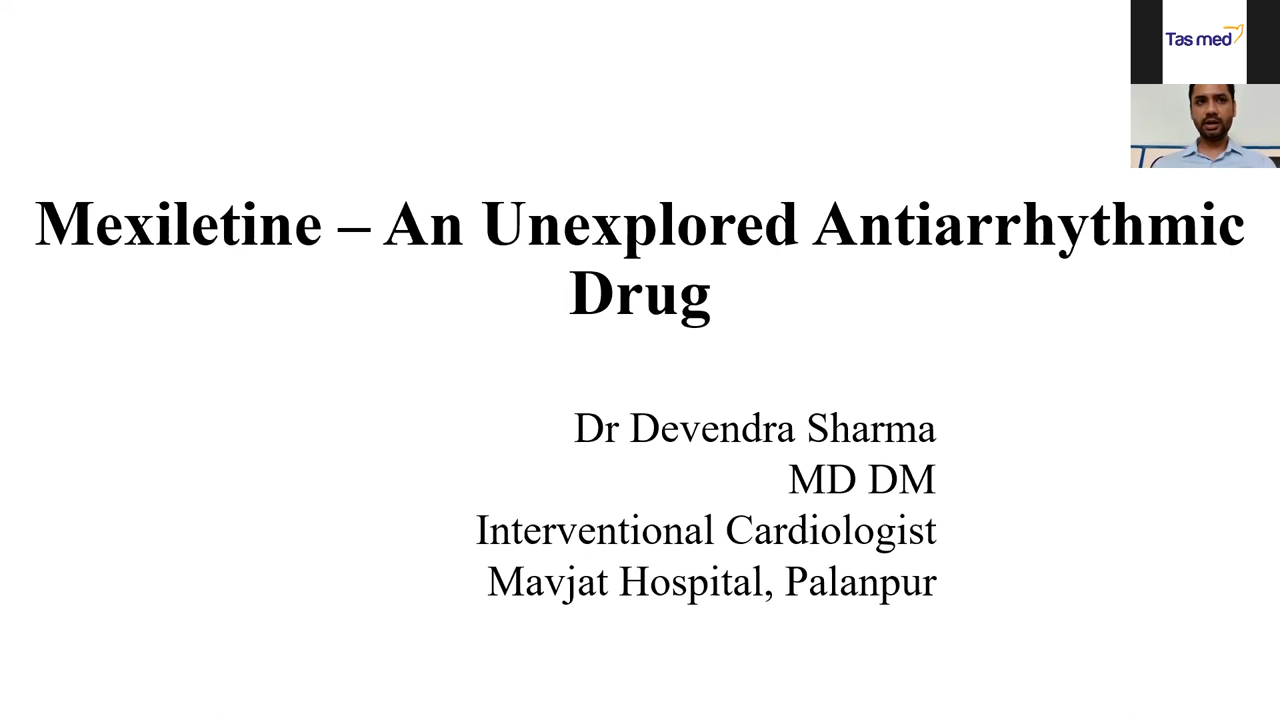 Tas med
Mexiletine – An Unexplored Antiarrhythmic
Drug
Dr Devendra Sharma
MD DM
Interventional Cardiologist
Mavjat Hospital, Palanpur